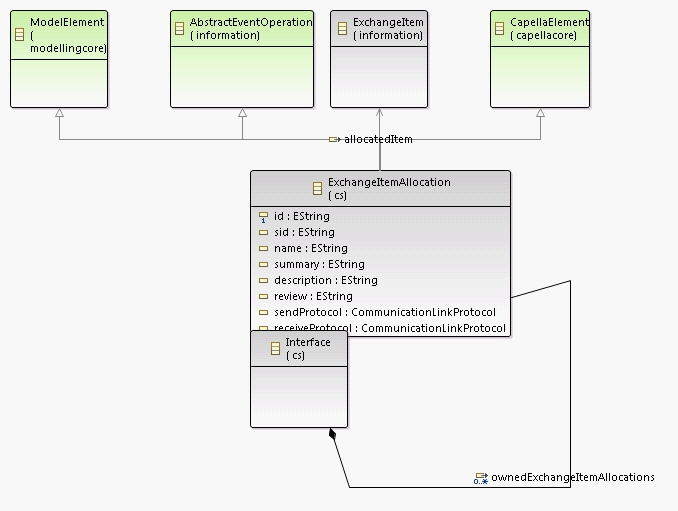 ModelElement
(
modellingcore)
AbstractEventOperation
(information)
ExchangeItem
(information)
CapellaElement
(capellacore)
allocatedItem
ExchangeItemAllocation
(cs)
id : EString
sid : EString
name : EString
summary : EString
description : EString
review : EString
sendProtocol : CommunicationLinkProtocol
receiveProtocol : CommunicationLinkProtocol
Interface
(cs)
0..* ownedExchangeItemAllocations